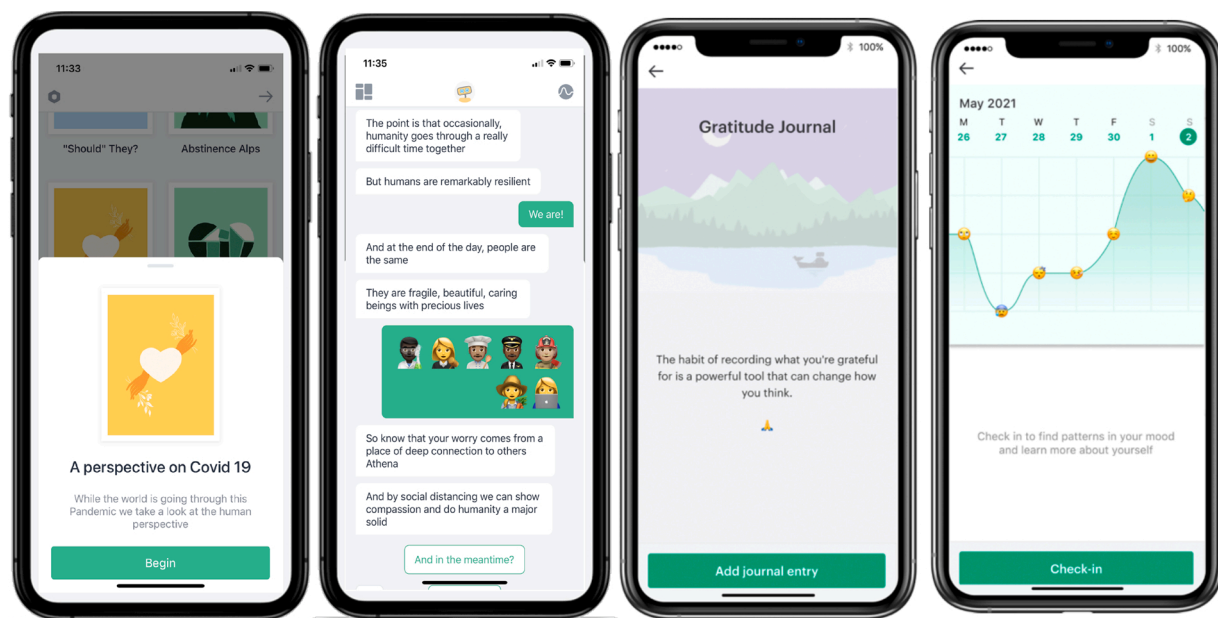 11:33
"Should" They?
Abstinence Alps
A perspective on Covid 19
While the world is going through this
Pandemic we take a look at the human
perspective
Begin
11:35
The point is that occasionally,
humanity goes through a really
difficult time together
But humans are remarkably resilient
We are!
And at the end of the day, people are
the same
They are fragile, beautiful, caring
beings with precious lives
So know that your worry comes from a
place of deep connection to others
Athena
And by social distancing we can show
compassion and do humanity a major
solid
And in the meantime?
100%
Gratitude Journal
The habit of recording what you're grateful
for is a powerful tool that can change how
you think.
🙏
Add journal entry
100%
May 2021
M T W T F S S
26 27 28 29 30 1 2
Check in to find patterns in your mood
and learn more about yourself
Check-in